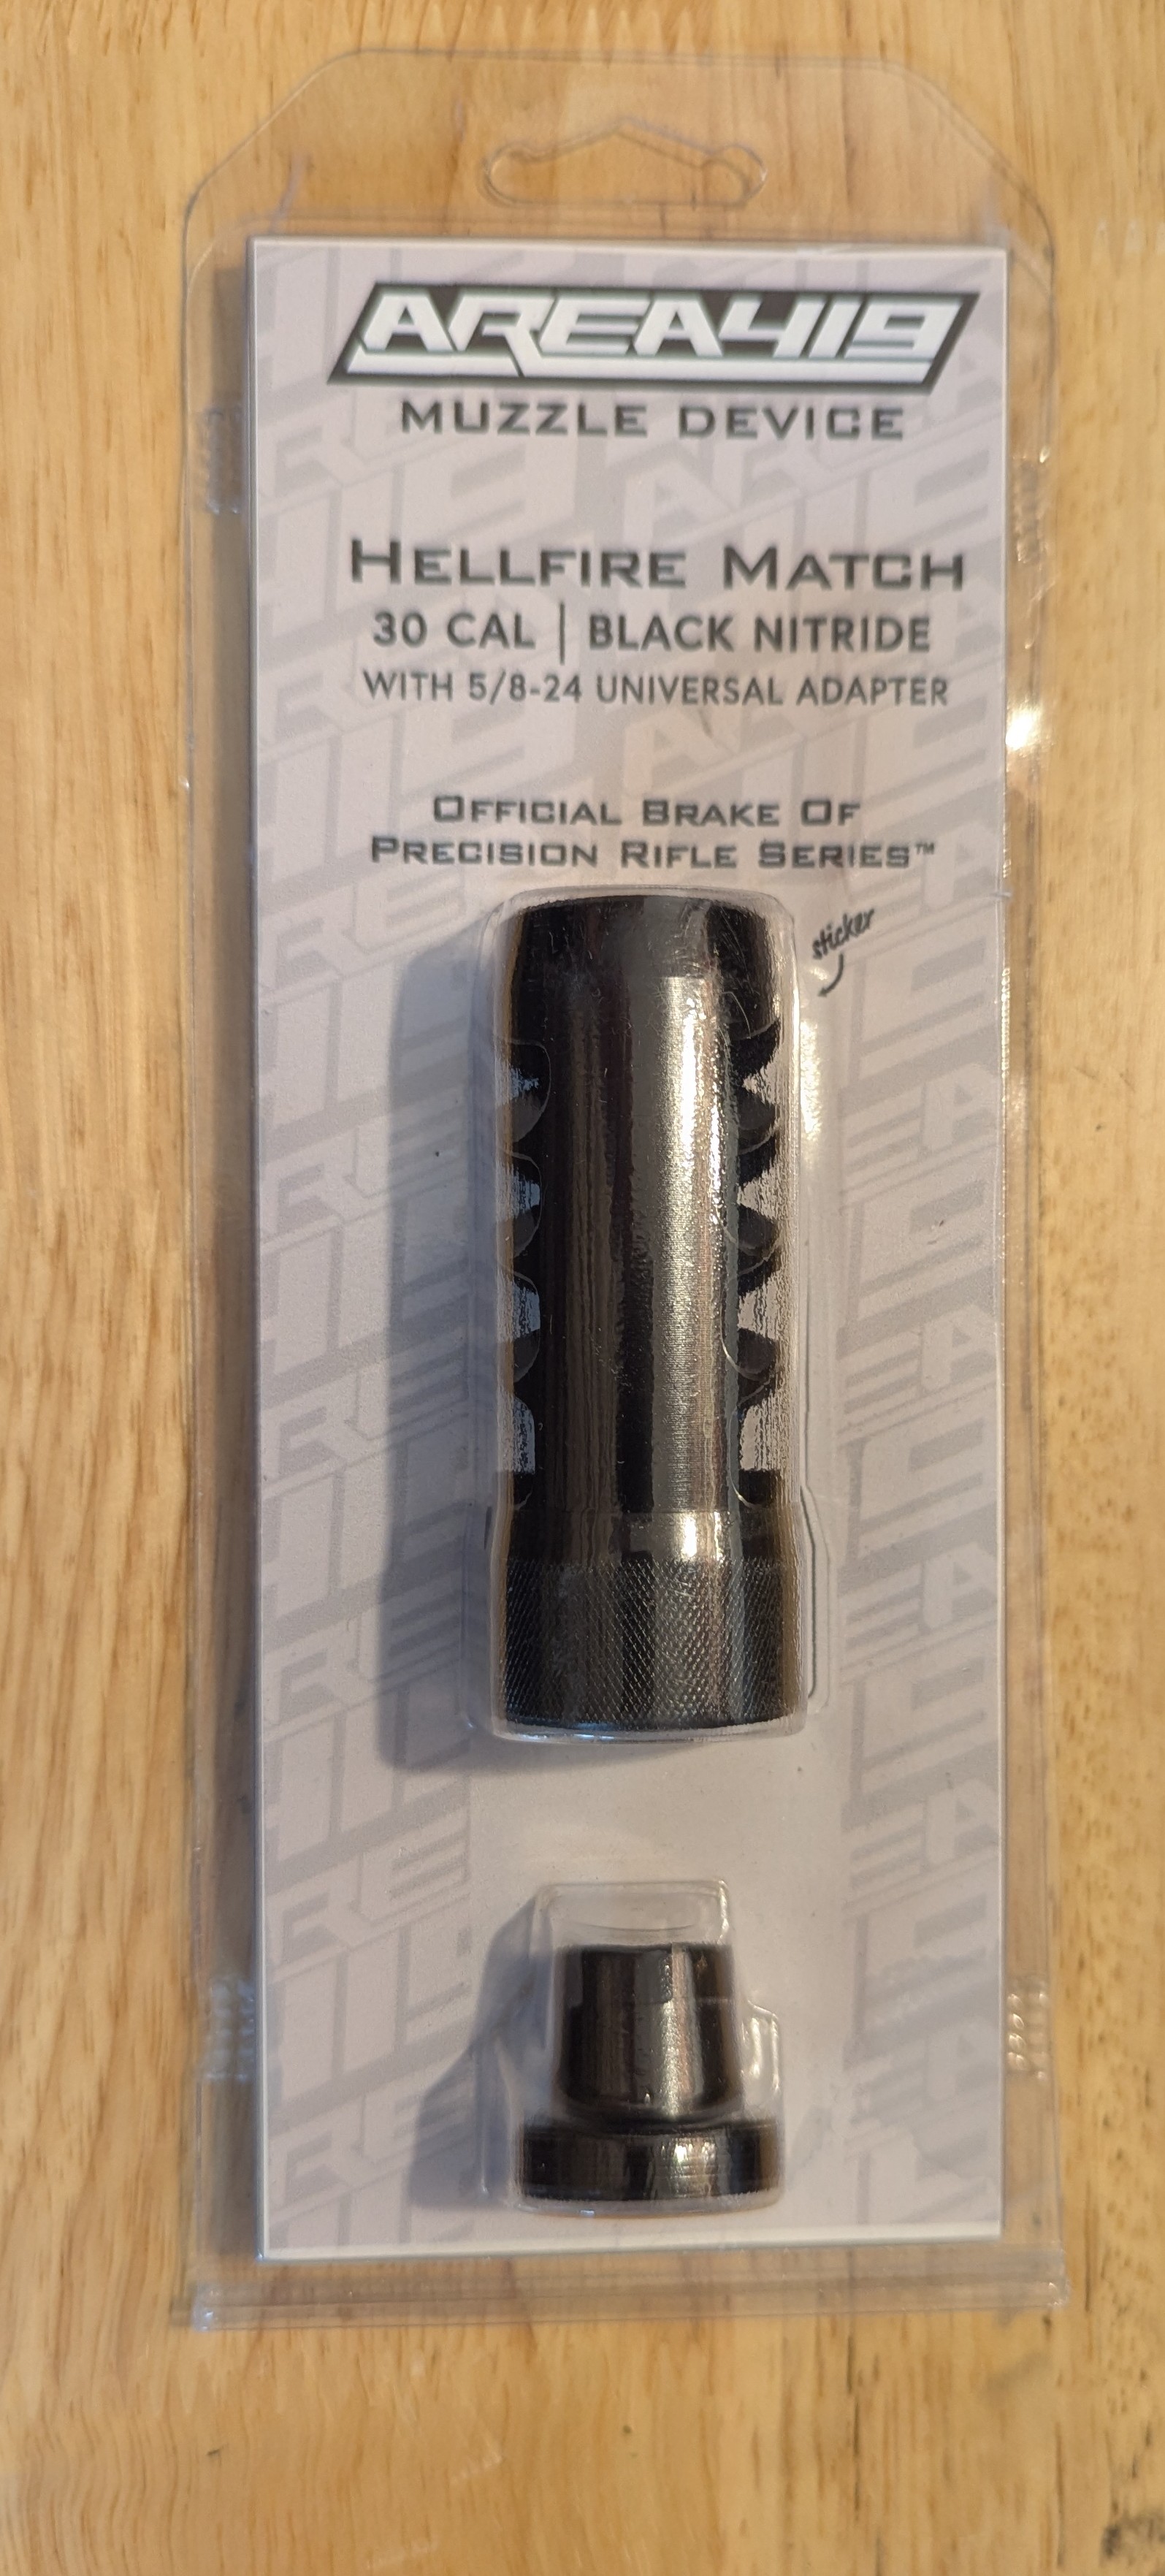 AREA419
MUZZLE DEVICE
HELLFIRE MATCH
30 CAL | BLACK NITRIDE
WITH 5/8-24 UNIVERSAL ADAPTER
OFFICIAL BRAKE OF
PRECISION RIFLE SERIES™
sticker